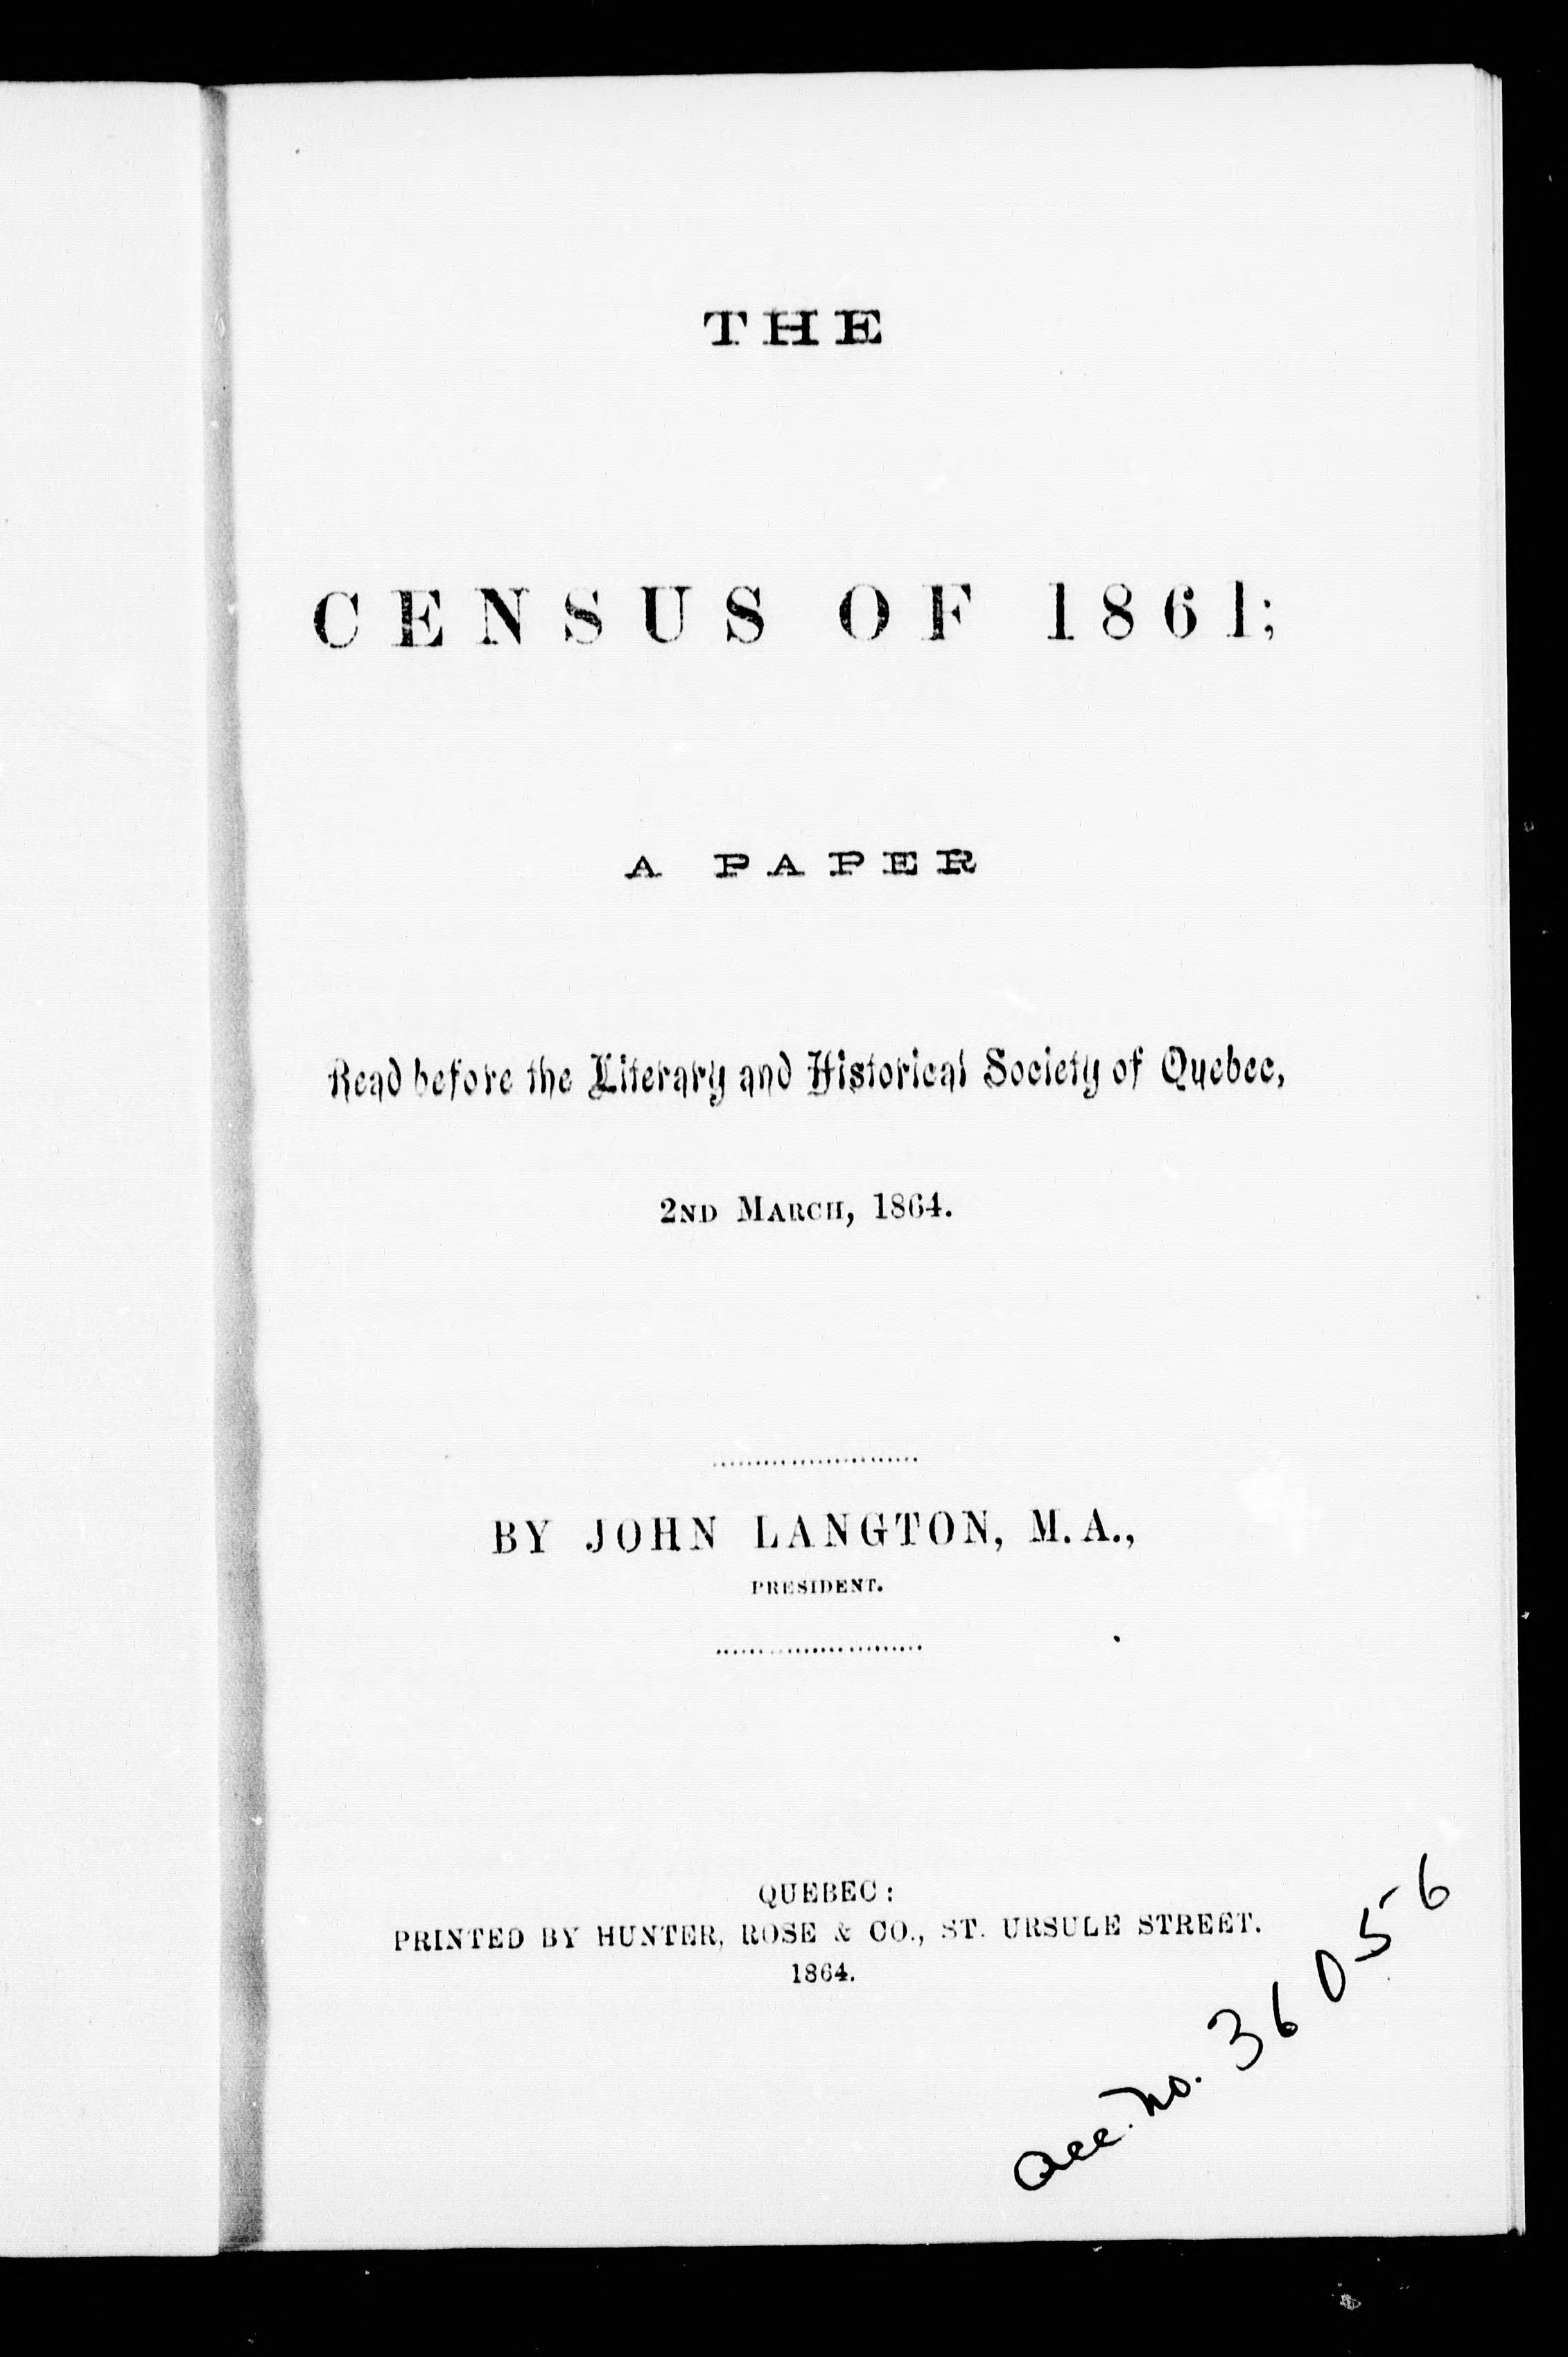 THE
CENSUS OF 1861;
A PAPER
Read before the Literary and Historical Society of Quebec,
2ND MARCH, 1864.
BY JOHN LANGTON, M.A.,
PRESIDENT.
QUEBEC:
PRINTED BY HUNTER, ROSE & CO., ST. URSULE STREET.
1864.
acc. no. 36056